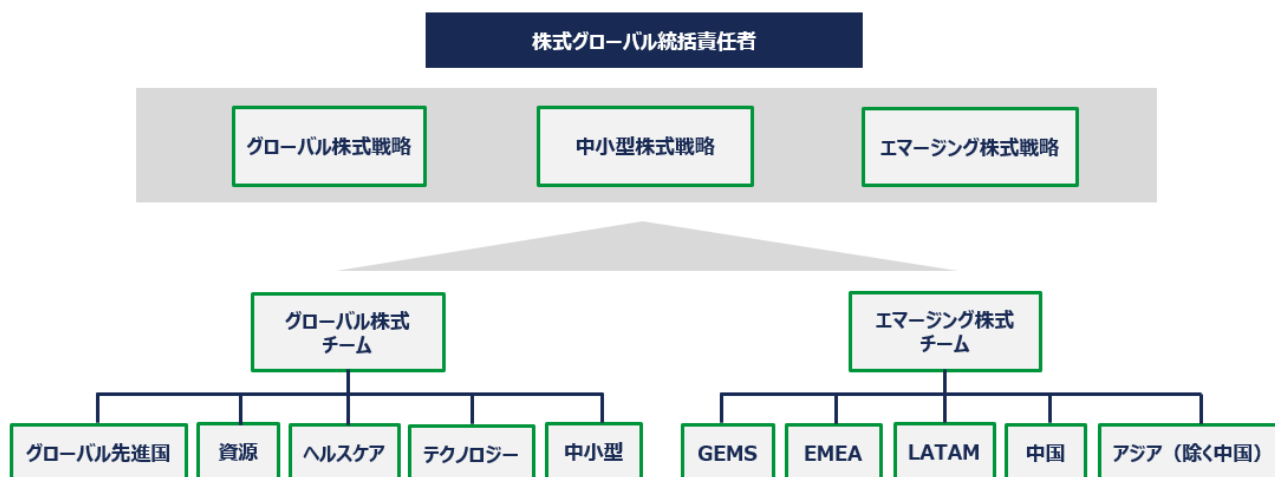 株式グローバル統括責任者
グローバル株式戦略
中小型株式戦略
エマージング株式戦略
グローバル株式
チーム
エマージング株式
チーム
グローバル先進国
資源
ヘルスケア
テクノロジー
中小型
GEMS
EMEA
LATAM
中国
アジア（除く中国）